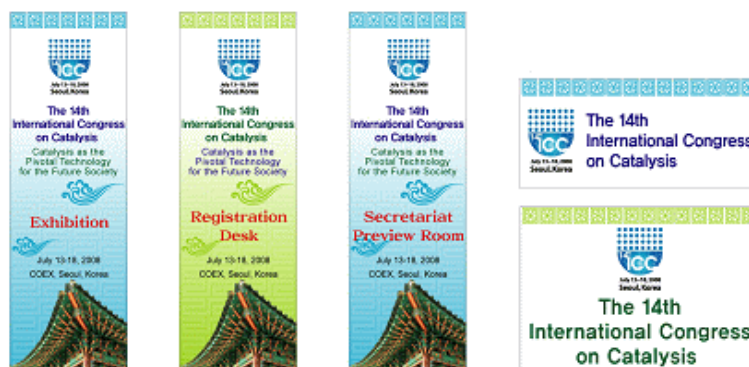 ICC
July 13-18, 2008
Seoul, Korea
The 14th
International Congress
on Catalysis
Catalysis as the
Pivotal Technology
for the Future Society
Exhibition
July 13-18, 2008
COEX, Seoul, Korea
ICC
July 13-18, 2008
Seoul, Korea
The 14th
International Congress
on Catalysis
Catalysis as the
Pivotal Technology
for the Future Society
Registration
Desk
July 13-18, 2008
COEX, Seoul, Korea
ICC
July 13-18, 2008
Seoul, Korea
The 14th
International Congress
on Catalysis
Catalysis as the
Pivotal Technology
for the Future Society
Secretariat
Preview Room
July 13-18, 2008
COEX, Seoul, Korea
ICC
July 13-18, 2008
Seoul, Korea
The 14th
International Congress
on Catalysis
ICC
July 13-18, 2008
Seoul, Korea
The 14th
International Congress
on Catalysis